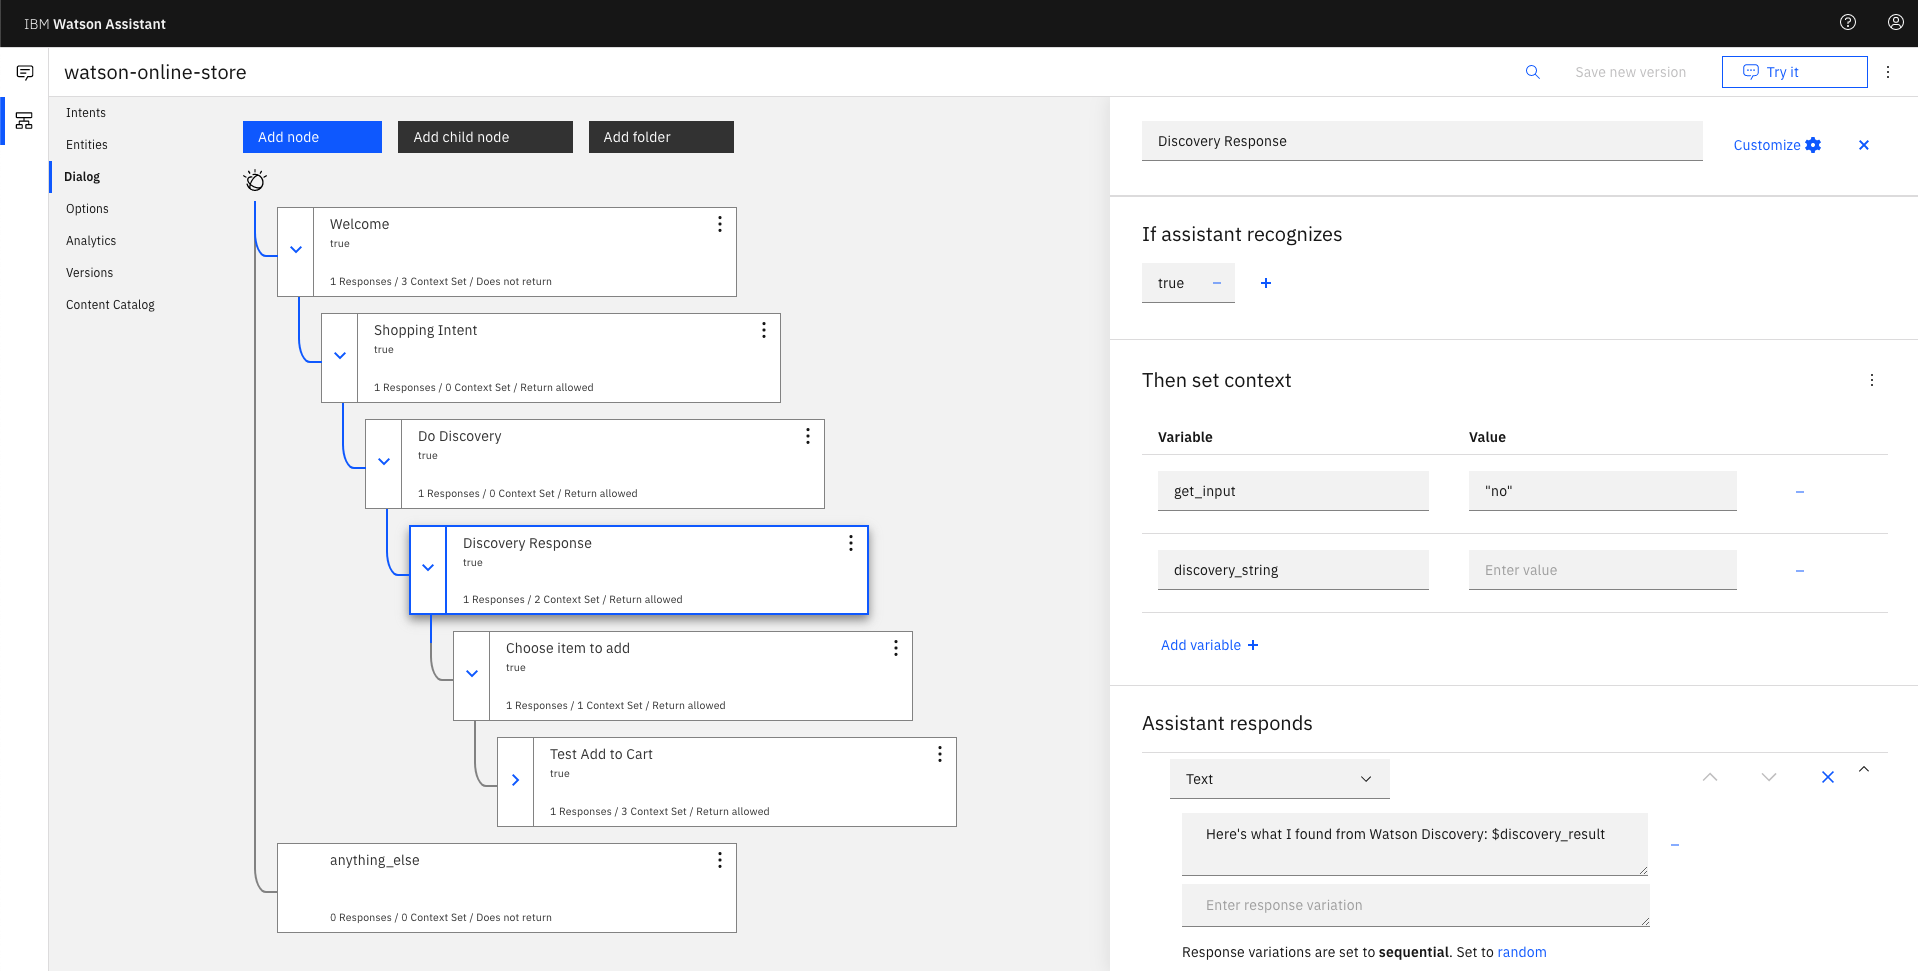 IBM Watson Assistant
watson-online-store
Save new version
Try it
Intents
Entities
Dialog
Options
Analytics
Versions
Content Catalog
Add node
Add child node
Add folder
Welcome
true
1 Responses / 3 Context Set / Does not return
Shopping Intent
true
1 Responses / 0 Context Set / Return allowed
Do Discovery
true
1 Responses / 0 Context Set / Return allowed
Discovery Response
true
1 Responses / 2 Context Set / Return allowed
Choose item to add
true
1 Responses / 1 Context Set / Return allowed
Test Add to Cart
true
1 Responses / 3 Context Set / Return allowed
anything_else
0 Responses / 0 Context Set / Does not return
Discovery Response
Customize
If assistant recognizes
true
Then set context
Variable Value
get_input "no"
discovery_string Enter value
Add variable
Assistant responds
Text
Here's what I found from Watson Discovery: $discovery_result
Enter response variation
Response variations are set to sequential. Set to random